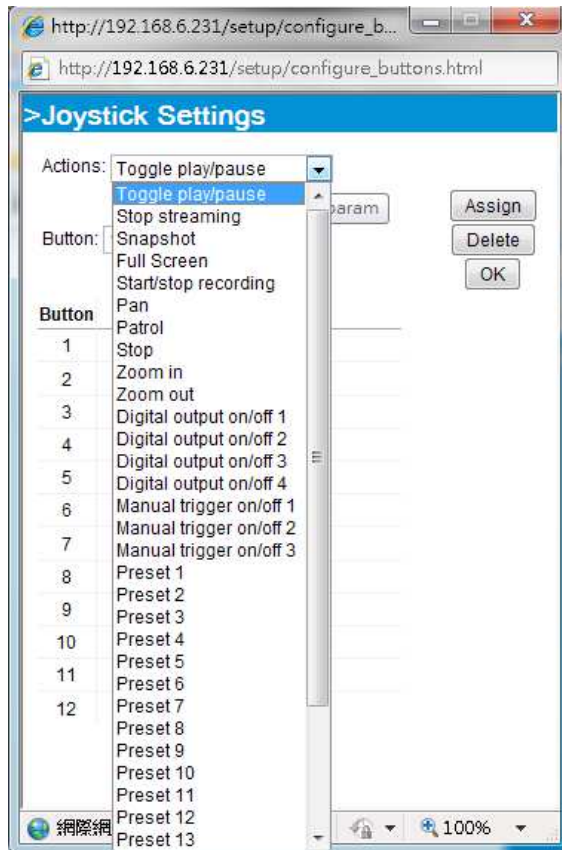 http://192.168.6.231/setup/configure_b...
http://192.168.6.231/setup/configure_buttons.html
>Joystick Settings
Actions: Toggle play/pause
Toggle play/pause
param Assign
Stop streaming
Button: Snapshot Delete
Full Screen
OK
Start/stop recording
Button Pan
Patrol
1 Stop
2 Zoom in
Zoom out
3 Digital output on/off 1
4 Digital output on/off 2
Digital output on/off 3
5 Digital output on/off 4
6 Manual trigger on/off 1
Manual trigger on/off 2
7 Manual trigger on/off 3
8 Preset 1
Preset 2
9 Preset 3
10 Preset 4
Preset 5
11 Preset 6
12 Preset 7
Preset 8
Preset 9
Preset 10
Preset 11
Preset 12
網際網 100%
Preset 13